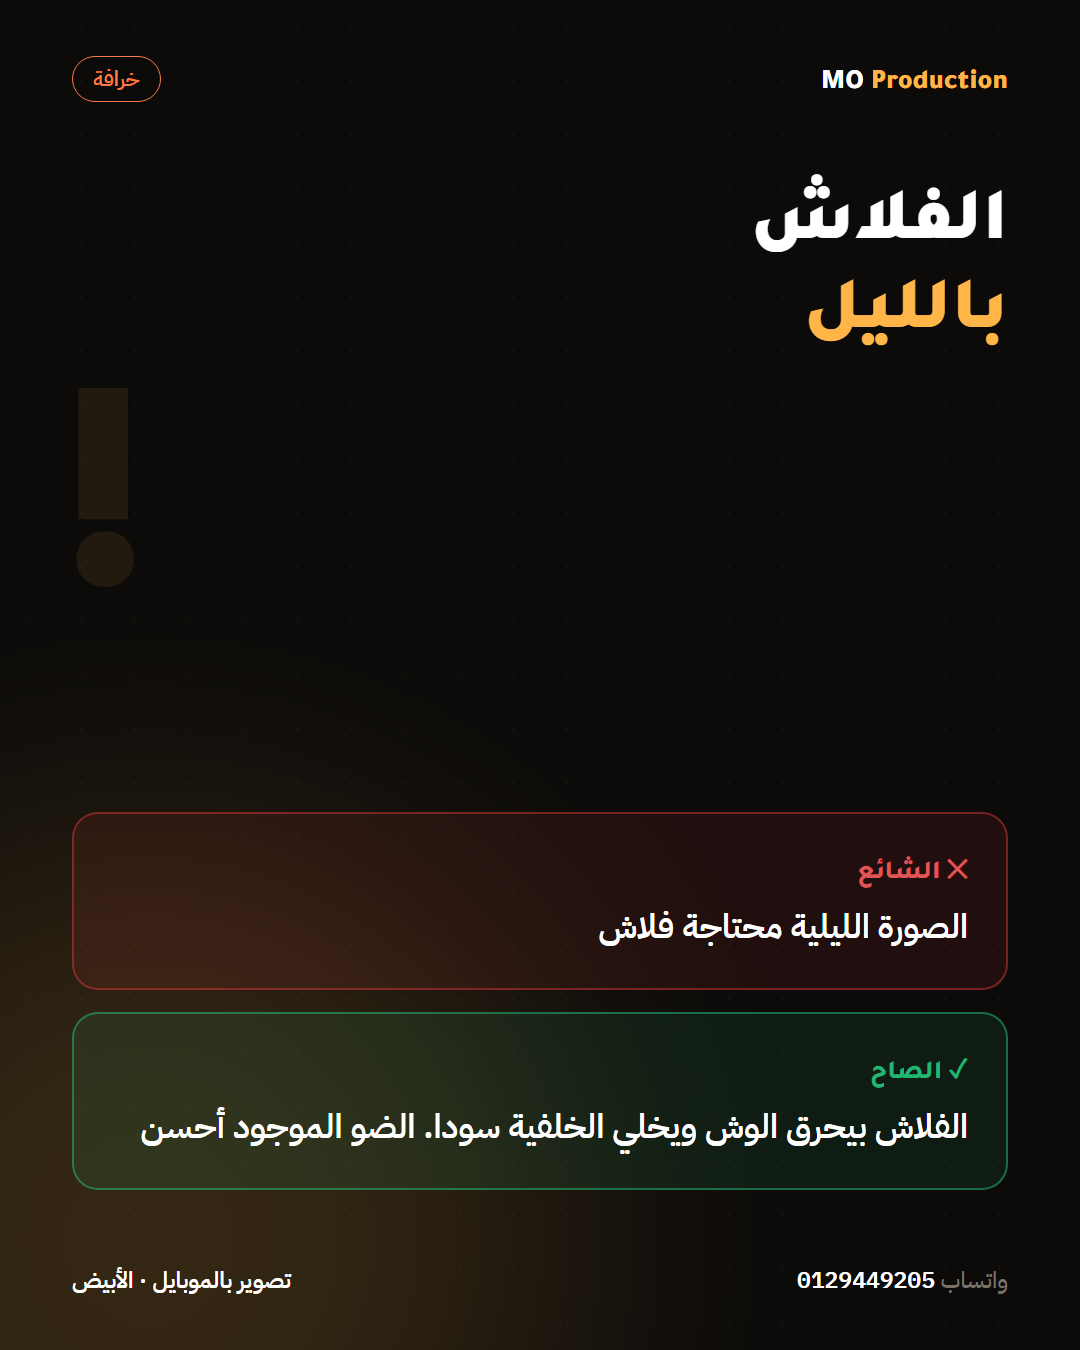 MO Production
خرافة
الفلاش
بالليل
!
✕ الشائع
الصورة الليلية محتاجة فلاش
✓ الصاح
الفلاش بيحرق الوش ويخلي الخلفية سودا. الضو الموجود أحسن
واتساب 0129449205
تصوير بالموبايل · الأبيض